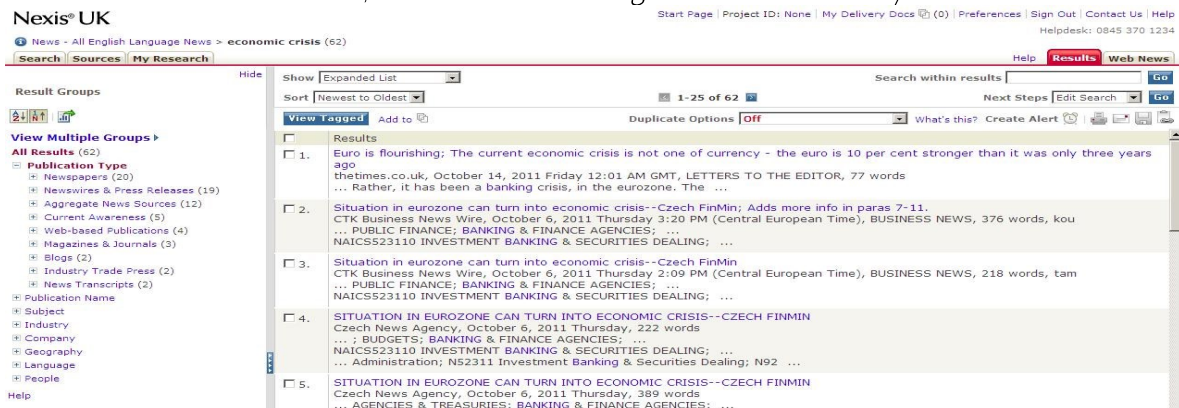 Nexis® UK
Start Page | Project ID: None | My Delivery Docs (0) | Preferences | Sign Out | Contact Us | Help
Helpdesk: 0845 370 1234
News - All English Language News > economic crisis (62)
Search Sources My Research
Help Results Web News
Hide
Result Groups
Show Expanded List
Search within results Go
Sort Newest to Oldest
1-25 of 62
Next Steps Edit Search Go
View Tagged Add to
Duplicate Options Off
What's this? Create Alert
View Multiple Groups
All Results (62)
Publication Type
Newspapers (20)
Newswires & Press Releases (19)
Aggregate News Sources (12)
Current Awareness (5)
Web-based Publications (4)
Magazines & Journals (3)
Blogs (2)
Industry Trade Press (2)
News Transcripts (2)
Publication Name
Subject
Industry
Company
Geography
Language
People
Help
Results
1. Euro is flourishing; The current economic crisis is not one of currency - the euro is 10 per cent stronger than it was only three years
ago
thetimes.co.uk, October 14, 2011 Friday 12:01 AM GMT, LETTERS TO THE EDITOR, 77 words
... Rather, it has been a banking crisis, in the eurozone. The ...
2. Situation in eurozone can turn into economic crisis--Czech FinMin; Adds more info in paras 7-11.
CTK Business News Wire, October 6, 2011 Thursday 3:20 PM (Central European Time), BUSINESS NEWS, 376 words, kou
... PUBLIC FINANCE; BANKING & FINANCE AGENCIES; ...
NAICS523110 INVESTMENT BANKING & SECURITIES DEALING; ...
3. Situation in eurozone can turn into economic crisis--Czech FinMin
CTK Business News Wire, October 6, 2011 Thursday 2:09 PM (Central European Time), BUSINESS NEWS, 218 words, tam
... PUBLIC FINANCE; BANKING & FINANCE AGENCIES; ...
NAICS523110 INVESTMENT BANKING & SECURITIES DEALING; ...
4. SITUATION IN EUROZONE CAN TURN INTO ECONOMIC CRISIS--CZECH FINMIN
Czech News Agency, October 6, 2011 Thursday, 222 words
... ; BUDGETS; BANKING & FINANCE AGENCIES; ...
NAICS523110 INVESTMENT BANKING & SECURITIES DEALING; ...
... Administration; N52311 Investment Banking & Securities Dealing; N92 ...
5. SITUATION IN EUROZONE CAN TURN INTO ECONOMIC CRISIS--CZECH FINMIN
Czech News Agency, October 6, 2011 Thursday, 389 words
... AGENCIES & TREASURIES; BANKING & FINANCE AGENCIES; ...